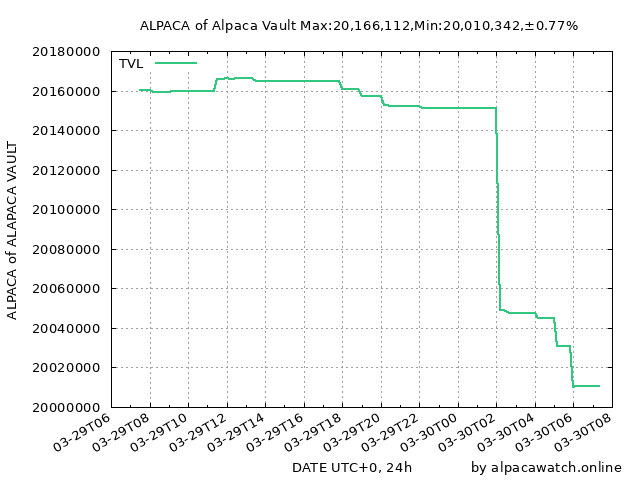 ALPACA of Alpaca Vault Max:20,166,112,Min:20,010,342,±0.77%
TVL
20180000
20160000
20140000
20120000
20100000
20080000
20060000
20040000
20020000
20000000
ALPACA of ALAPACA VAULT
03-29T06
03-29T08
03-29T10
03-29T12
03-29T14
03-29T16
03-29T18
03-29T20
03-29T22
03-30T00
03-30T02
03-30T04
03-30T06
03-30T08
DATE UTC+0, 24h
by alpacawatch.online